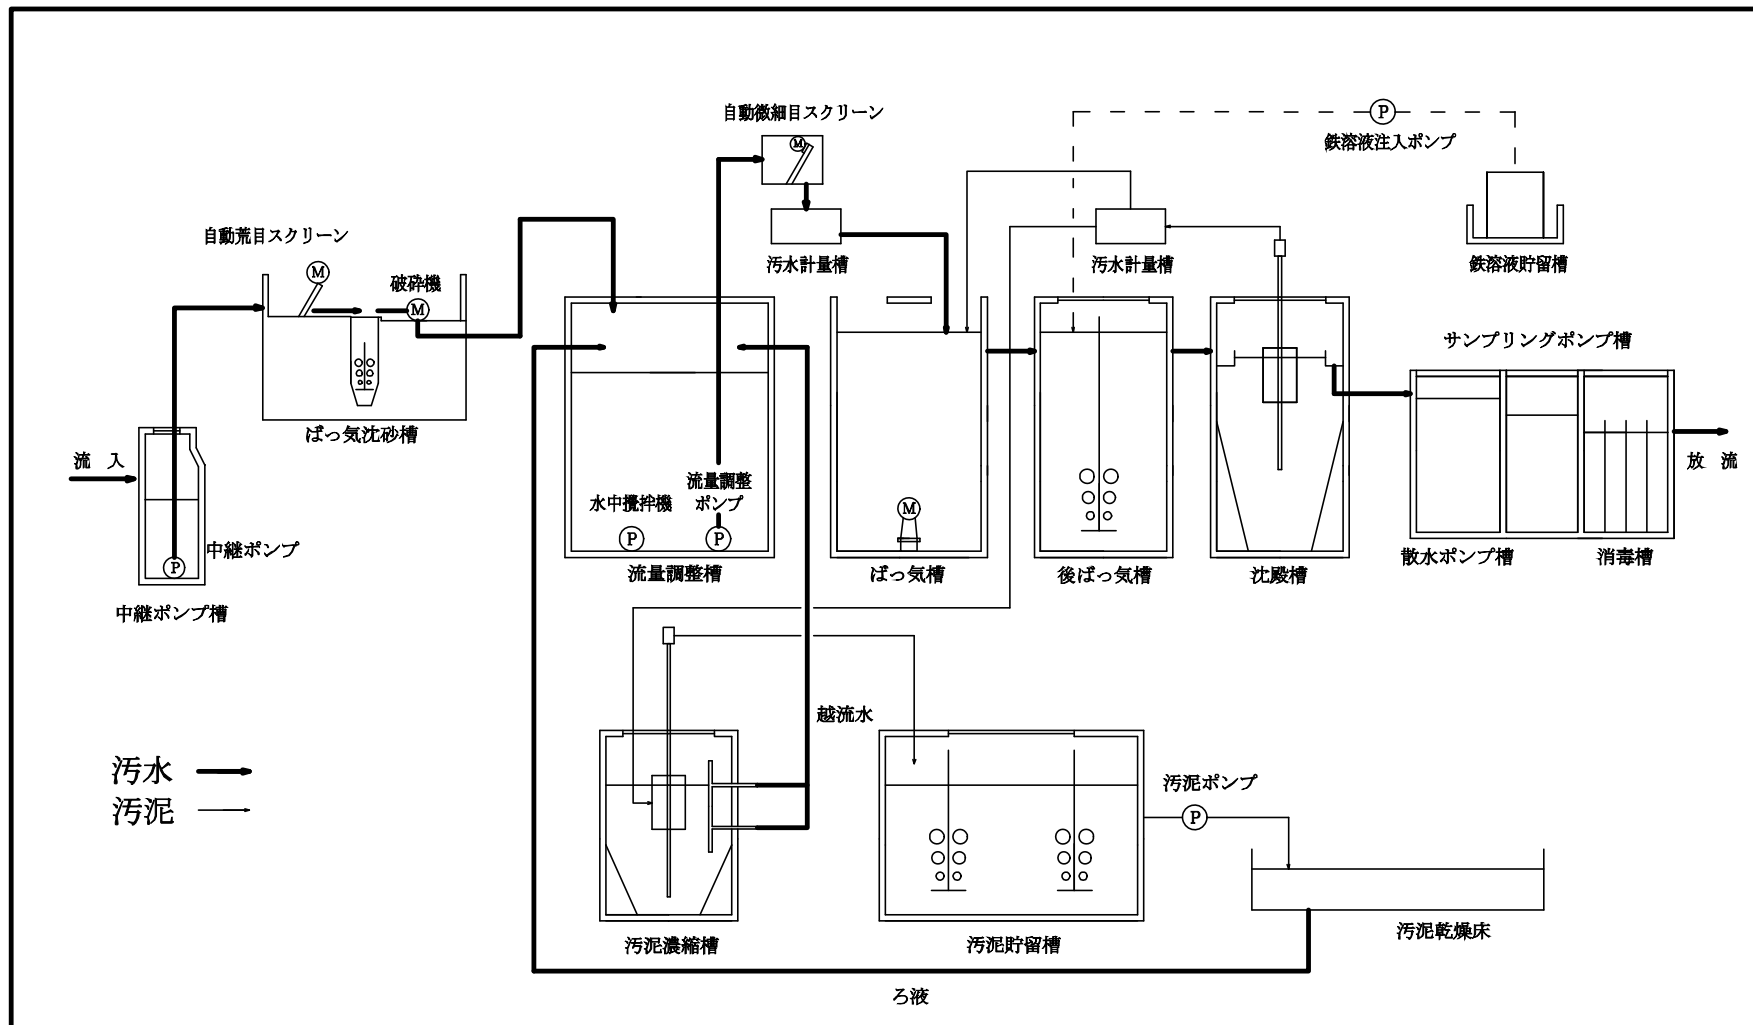 自動微細目スクリーン
M
P
鉄溶液注入ポンプ
自動荒目スクリーン
M
破砕機
M
汚水計量槽
汚水計量槽
鉄溶液貯留槽
サンプリングポンプ槽
ばっ気沈砂槽
流 入
放 流
流量調整
ポンプ
水中攪拌機
P
P
M
中継ポンプ
P
散水ポンプ槽
消毒槽
流量調整槽
ばっ気槽
後ばっ気槽
沈殿槽
中継ポンプ槽
越流水
汚水
汚泥
汚泥ポンプ
P
汚泥濃縮槽
汚泥貯留槽
汚泥乾燥床
ろ液